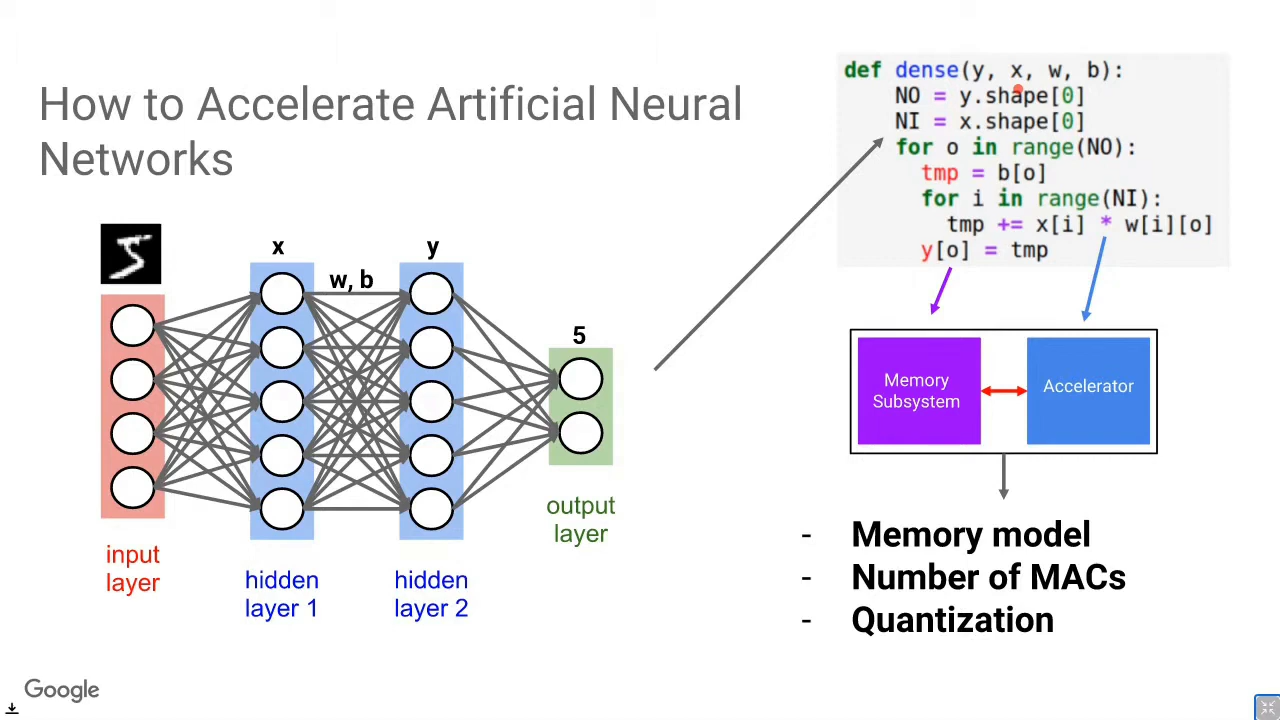 How to Accelerate Artificial Neural
Networks
def dense(y, x, w, b):
NO = y.shape[0]
NI = x.shape[0]
for o in range(NO):
tmp = b[o]
for i in range(NI):
tmp += x[i] * w[i][o]
y[o] = tmp
5
x
w, b
y
5
input
layer
hidden
layer 1
hidden
layer 2
output
layer
Memory
Subsystem
Accelerator
- Memory model
- Number of MACs
- Quantization
Google